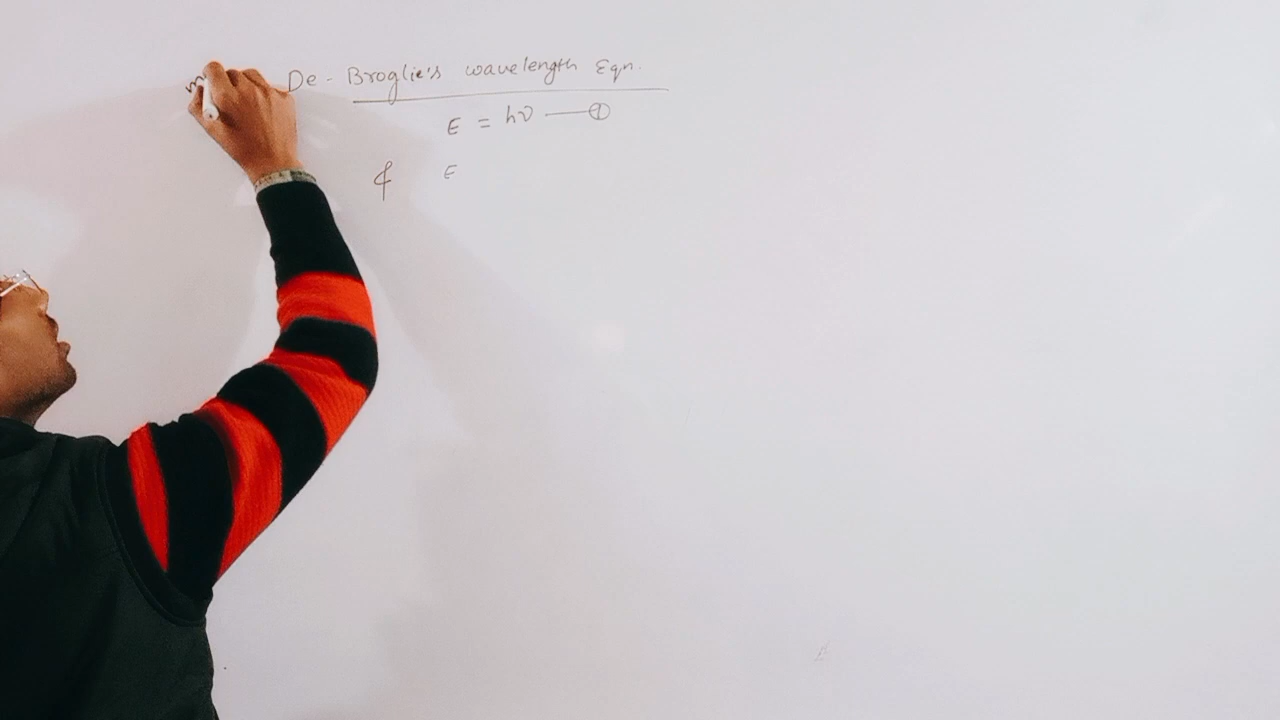 m De-Broglie's wavelength Eqn.
E = hν —①
& E